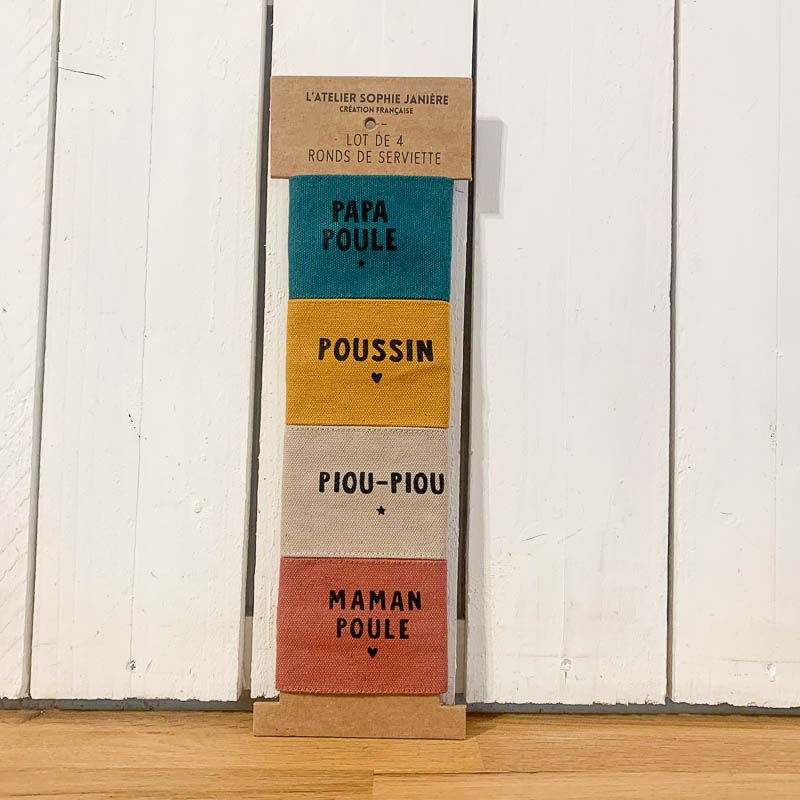 L'ATELIER SOPHIE JANIÈRE
CRÉATION FRANÇAISE
LOT DE 4
RONDS DE SERVIETTE
PAPA
POULE
POUSSIN
PIOU-PIOU
MAMAN
POULE